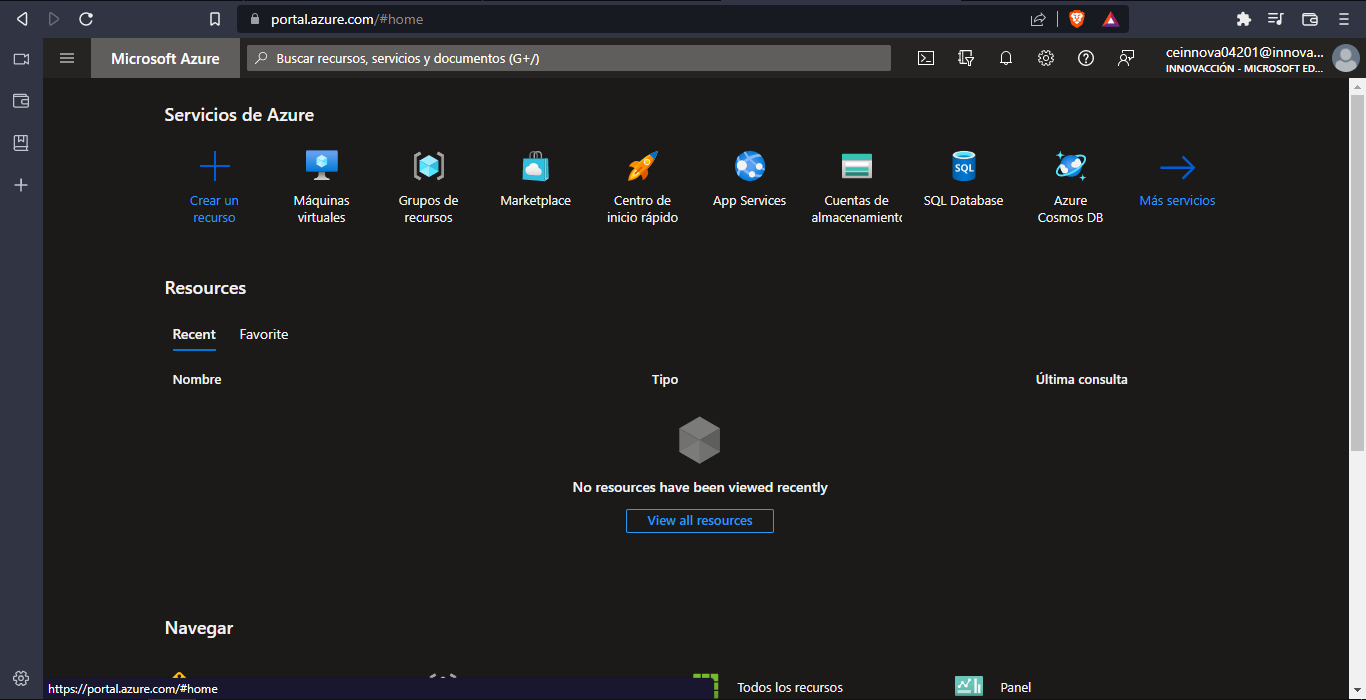 portal.azure.com/#home
Microsoft Azure
Buscar recursos, servicios y documentos (G+/)
ceinnova04201@innova...
INNOVACCIÓN - MICROSOFT ED...
Servicios de Azure
Crear un
recurso
Máquinas
virtuales
Grupos de
recursos
Marketplace
Centro de
inicio rápido
App Services
Cuentas de
almacenamiento
SQL
SQL Database
Azure
Cosmos DB
Más servicios
Resources
Recent
Favorite
Nombre
Tipo
Última consulta
No resources have been viewed recently
View all resources
Navegar
Todos los recursos
Panel
https://portal.azure.com/#home